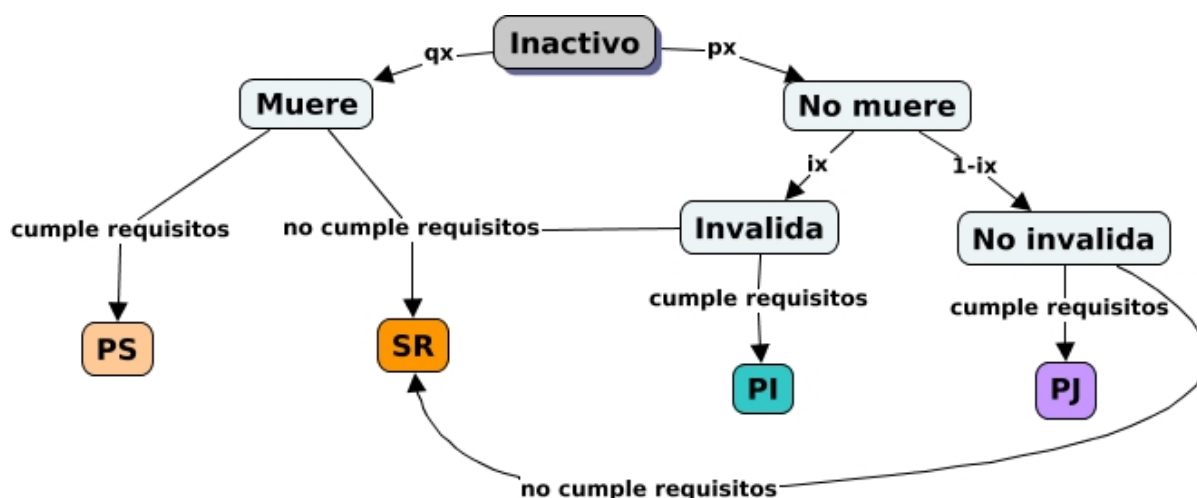 Inactivo
qx
px
Muere
No muere
ix
1-ix
cumple requisitos
no cumple requisitos
Invalida
No invalida
cumple requisitos
cumple requisitos
PS
SR
PI
PJ
no cumple requisitos